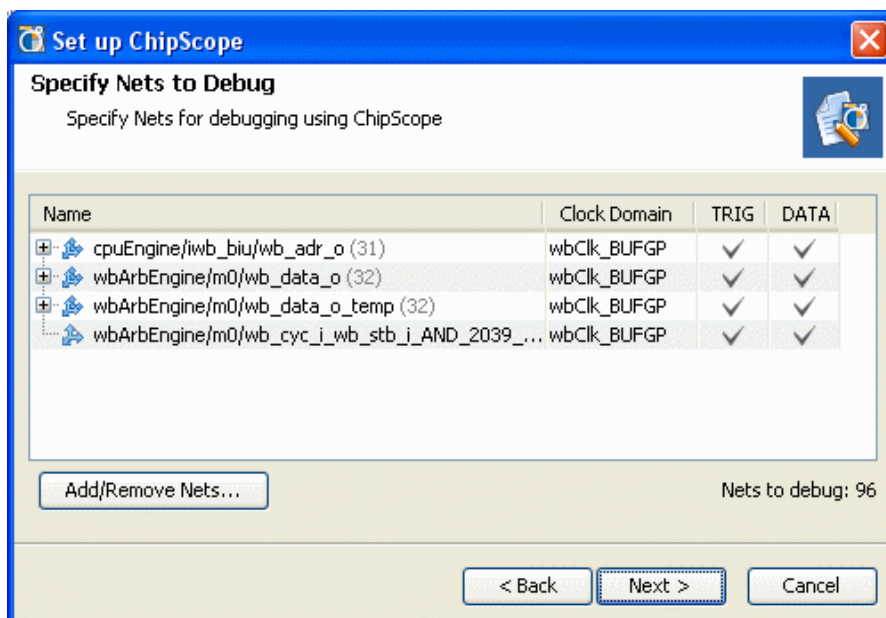 Set up ChipScope
Specify Nets to Debug
Specify Nets for debugging using ChipScope
Name Clock Domain TRIG DATA
cpuEngine/iwb_biu/wb_adr_o (31) wbClk_BUFGP
wbArbEngine/m0/wb_data_o (32) wbClk_BUFGP
wbArbEngine/m0/wb_data_o_temp (32) wbClk_BUFGP
wbArbEngine/m0/wb_cyc_i_wb_stb_i_AND_2039_... wbClk_BUFGP
Add/Remove Nets... Nets to debug: 96
< Back Next > Cancel